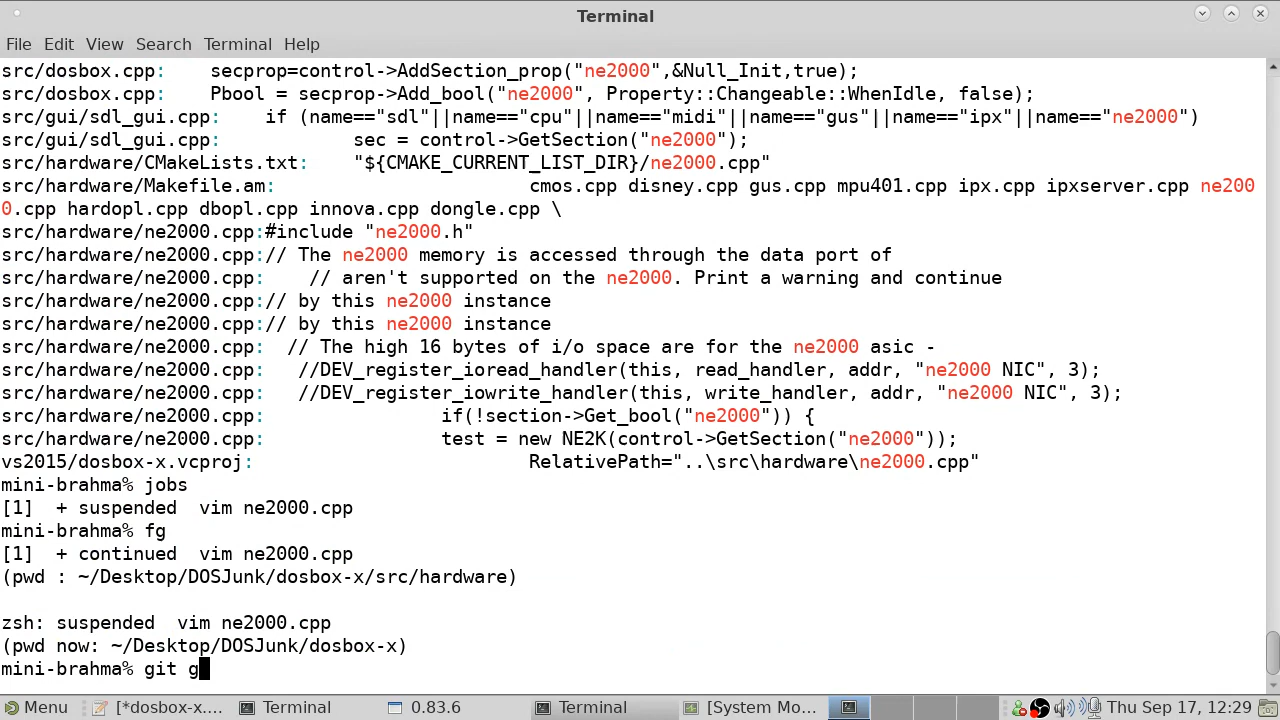 Terminal
File Edit View Search Terminal Help
src/dosbox.cpp:    secprop=control->AddSection_prop("ne2000",&Null_Init,true);
src/dosbox.cpp:    Pbool = secprop->Add_bool("ne2000", Property::Changeable::WhenIdle, false);
src/gui/sdl_gui.cpp:    if (name=="sdl"||name=="cpu"||name=="midi"||name=="gus"||name=="ipx"||name=="ne2000")
src/gui/sdl_gui.cpp:            sec = control->GetSection("ne2000");
src/hardware/CMakeLists.txt:    "${CMAKE_CURRENT_LIST_DIR}/ne2000.cpp"
src/hardware/Makefile.am:                       cmos.cpp disney.cpp gus.cpp mpu401.cpp ipx.cpp ipxserver.cpp ne200
0.cpp hardopl.cpp dbopl.cpp innova.cpp dongle.cpp \
src/hardware/ne2000.cpp:#include "ne2000.h"
src/hardware/ne2000.cpp:// The ne2000 memory is accessed through the data port of
src/hardware/ne2000.cpp:    // aren't supported on the ne2000. Print a warning and continue
src/hardware/ne2000.cpp:// by this ne2000 instance
src/hardware/ne2000.cpp:// by this ne2000 instance
src/hardware/ne2000.cpp:  // The high 16 bytes of i/o space are for the ne2000 asic -
src/hardware/ne2000.cpp:   //DEV_register_ioread_handler(this, read_handler, addr, "ne2000 NIC", 3);
src/hardware/ne2000.cpp:   //DEV_register_iowrite_handler(this, write_handler, addr, "ne2000 NIC", 3);
src/hardware/ne2000.cpp:                if(!section->Get_bool("ne2000")) {
src/hardware/ne2000.cpp:                test = new NE2K(control->GetSection("ne2000"));
vs2015/dosbox-x.vcproj:                         RelativePath="..\src\hardware\ne2000.cpp"
mini-brahma% jobs
[1]  + suspended  vim ne2000.cpp
mini-brahma% fg
[1]  + continued  vim ne2000.cpp
(pwd : ~/Desktop/DOSJunk/dosbox-x/src/hardware)
zsh: suspended  vim ne2000.cpp
(pwd now: ~/Desktop/DOSJunk/dosbox-x)
mini-brahma% git g
Menu [*dosbox-x.... Terminal 0.83.6 Terminal [System Mo... Thu Sep 17, 12:29